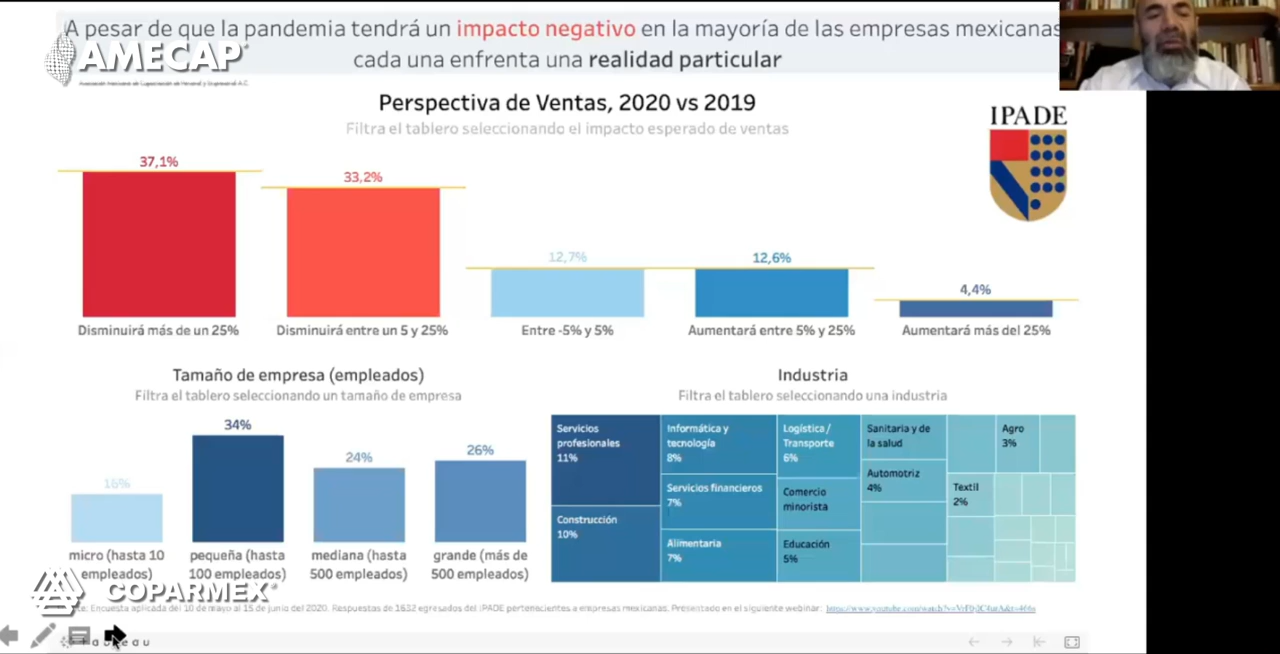 A pesar de que la pandemia tendrá un impacto negativo en la mayoría de las empresas mexicanas
cada una enfrenta una realidad particular
AMECAP
Perspectiva de Ventas, 2020 vs 2019
Filtra el tablero seleccionando el impacto esperado de ventas
IPADE
37,1%
33,2%
12,7%
12,6%
4,4%
Disminuirá más de un 25%
Disminuirá entre un 5 y 25%
Entre -5% y 5%
Aumentará entre 5% y 25%
Aumentará más del 25%
Tamaño de empresa (empleados)
Filtra el tablero seleccionando un tamaño de empresa
16%
34%
24%
26%
micro (hasta 10
empleados)
pequeña (hasta
100 empleados)
mediana (hasta
500 empleados)
grande (más de
500 empleados)
Industria
Filtra el tablero seleccionando una industria
Servicios
profesionales
11%
Construcción
10%
Informática y
tecnología
8%
Servicios financieros
7%
Alimentaria
7%
Logística /
Transporte
6%
Comercio
minorista
Educación
5%
Sanitaria y de
la salud
Automotriz
4%
Agro
3%
Textil
2%
COPARMEX
Encuesta aplicada del 10 de mayo al 15 de junio del 2020. Respuestas de 1632 egresados del IPADE pertenecientes a empresas mexicanas. Presentado en el siguiente webinar: